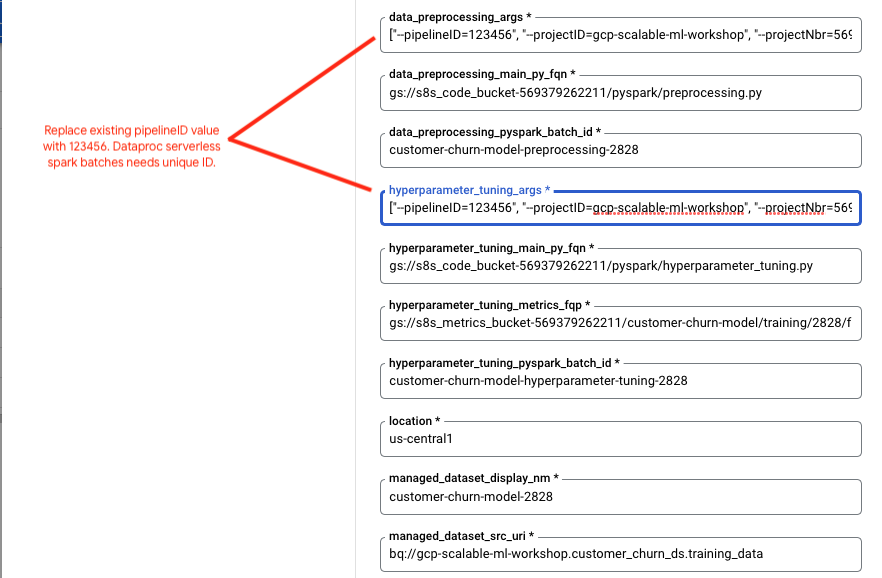 data_preprocessing_args *
["--pipelineID=123456", "--projectID=gcp-scalable-ml-workshop", "--projectNbr=569
data_preprocessing_main_py_fqn *
gs://s8s_code_bucket-569379262211/pyspark/preprocessing.py
Replace existing pipelineID value
with 123456. Dataproc serverless
spark batches needs unique ID.
data_preprocessing_pyspark_batch_id *
customer-churn-model-preprocessing-2828
hyperparameter_tuning_args *
["--pipelineID=123456", "--projectID=gcp-scalable-ml-workshop", "--projectNbr=569
hyperparameter_tuning_main_py_fqn *
gs://s8s_code_bucket-569379262211/pyspark/hyperparameter_tuning.py
hyperparameter_tuning_metrics_fqp *
gs://s8s_metrics_bucket-569379262211/customer-churn-model/training/2828/f
hyperparameter_tuning_pyspark_batch_id *
customer-churn-model-hyperparameter-tuning-2828
location *
us-central1
managed_dataset_display_nm *
customer-churn-model-2828
managed_dataset_src_uri *
bq://gcp-scalable-ml-workshop.customer_churn_ds.training_data